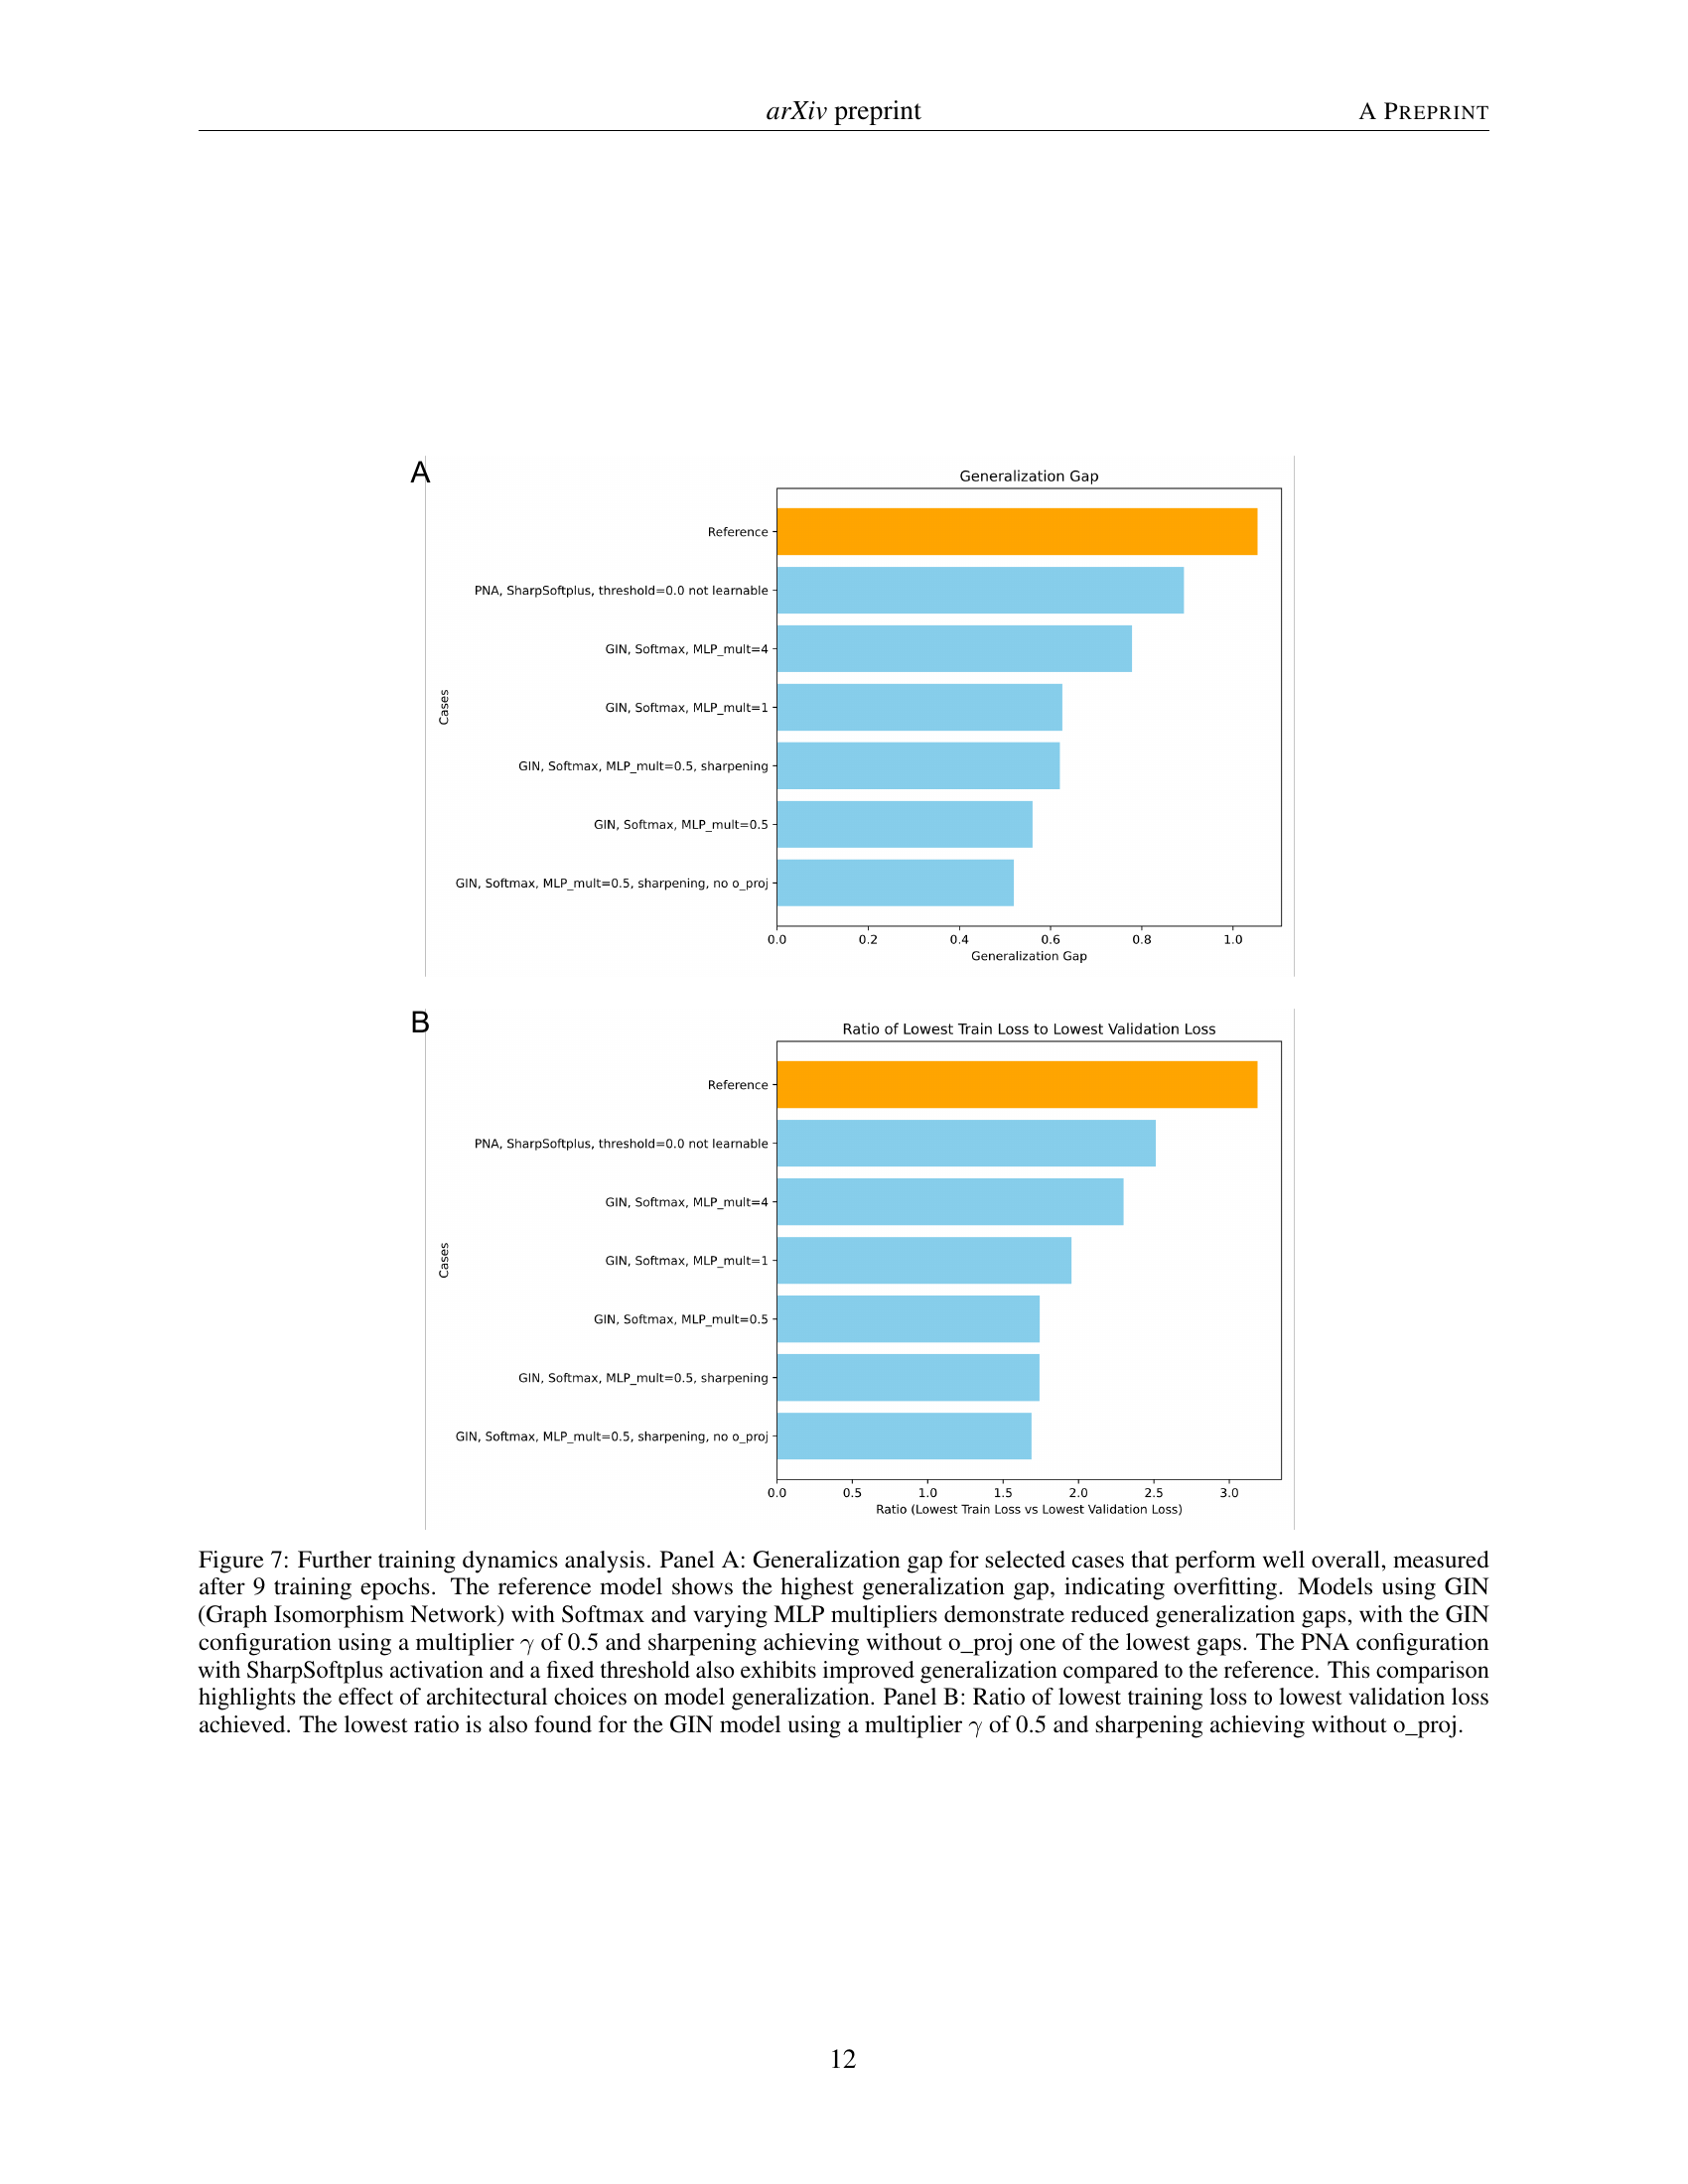 arXiv preprint
A PREPRINT
A
Generalization Gap
Reference
PNA, SharpSoftplus, threshold=0.0 not learnable
GIN, Softmax, MLP_mult=4
GIN, Softmax, MLP_mult=1
Cases
GIN, Softmax, MLP_mult=0.5, sharpening
GIN, Softmax, MLP_mult=0.5
GIN, Softmax, MLP_mult=0.5, sharpening, no o_proj
0.0 0.2 0.4 0.6 0.8 1.0
Generalization Gap
B
Ratio of Lowest Train Loss to Lowest Validation Loss
Reference
PNA, SharpSoftplus, threshold=0.0 not learnable
GIN, Softmax, MLP_mult=4
GIN, Softmax, MLP_mult=1
Cases
GIN, Softmax, MLP_mult=0.5
GIN, Softmax, MLP_mult=0.5, sharpening
GIN, Softmax, MLP_mult=0.5, sharpening, no o_proj
0.0 0.5 1.0 1.5 2.0 2.5 3.0
Ratio (Lowest Train Loss vs Lowest Validation Loss)
Figure 7: Further training dynamics analysis. Panel A: Generalization gap for selected cases that perform well overall, measured
after 9 training epochs. The reference model shows the highest generalization gap, indicating overfitting. Models using GIN
(Graph Isomorphism Network) with Softmax and varying MLP multipliers demonstrate reduced generalization gaps, with the GIN
configuration using a multiplier γ of 0.5 and sharpening achieving without o_proj one of the lowest gaps. The PNA configuration
with SharpSoftplus activation and a fixed threshold also exhibits improved generalization compared to the reference. This comparison
highlights the effect of architectural choices on model generalization. Panel B: Ratio of lowest training loss to lowest validation loss
achieved. The lowest ratio is also found for the GIN model using a multiplier γ of 0.5 and sharpening achieving without o_proj.
12